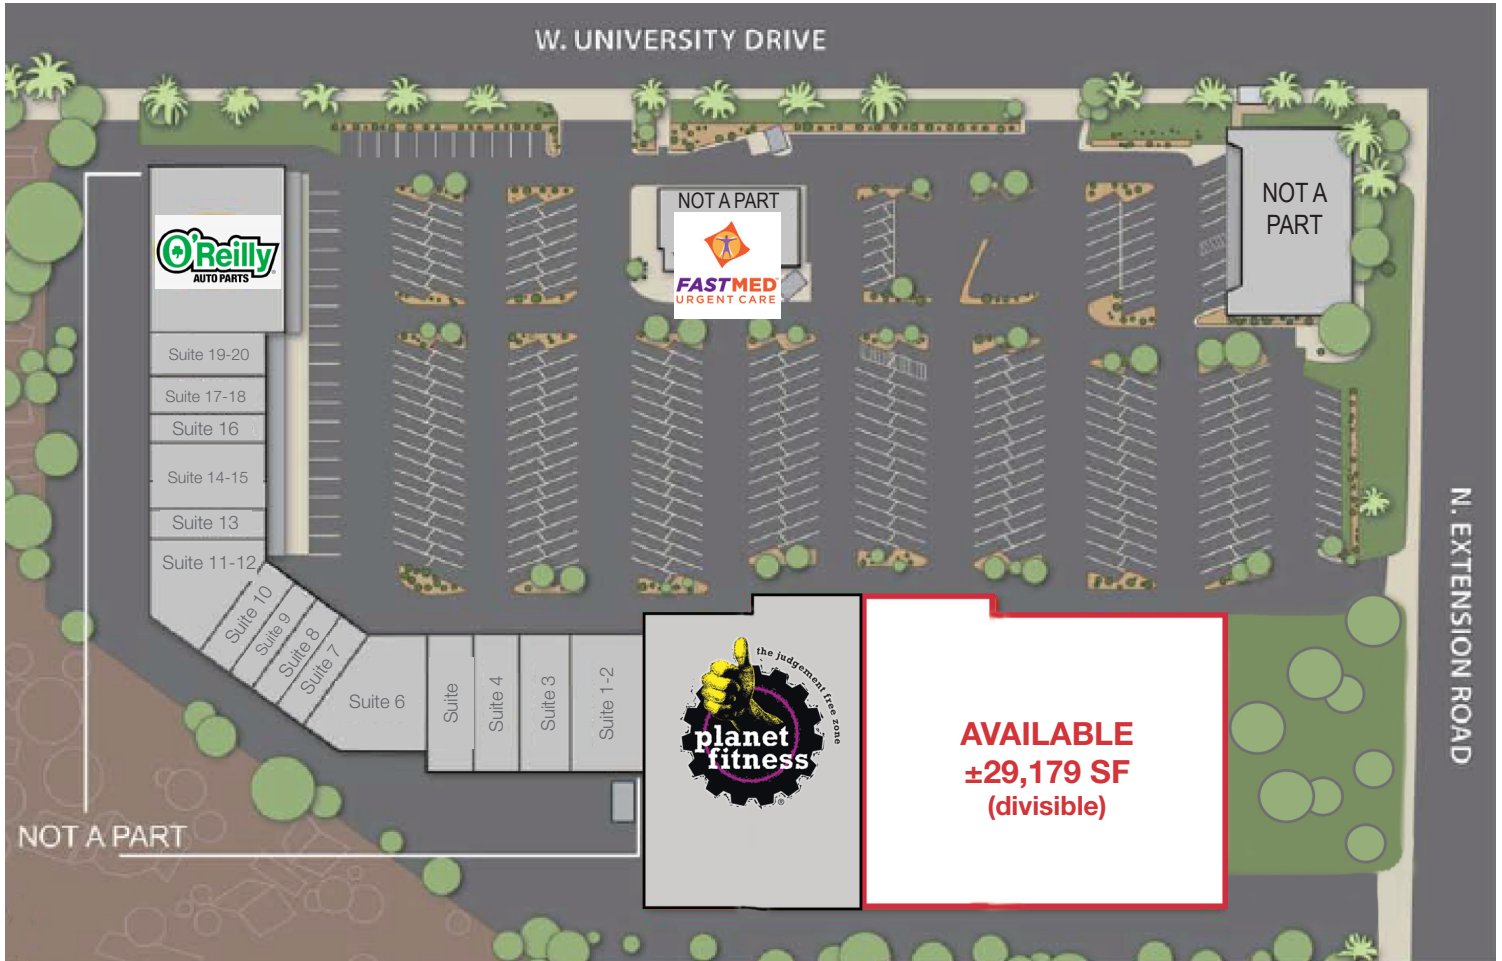 W. UNIVERSITY DRIVE
NOT A PART
FASTMED
URGENT CARE
NOT A
PART
O'Reilly
AUTO PARTS
Suite 19-20
Suite 17-18
Suite 16
Suite 14-15
Suite 13
Suite 11-12
Suite 10
Suite 9
Suite 8
Suite 7
Suite 6
Suite
Suite 4
Suite 3
Suite 1-2
the judgement free zone
planet
fitness®
AVAILABLE
±29,179 SF
(divisible)
N. EXTENSION ROAD
NOT A PART